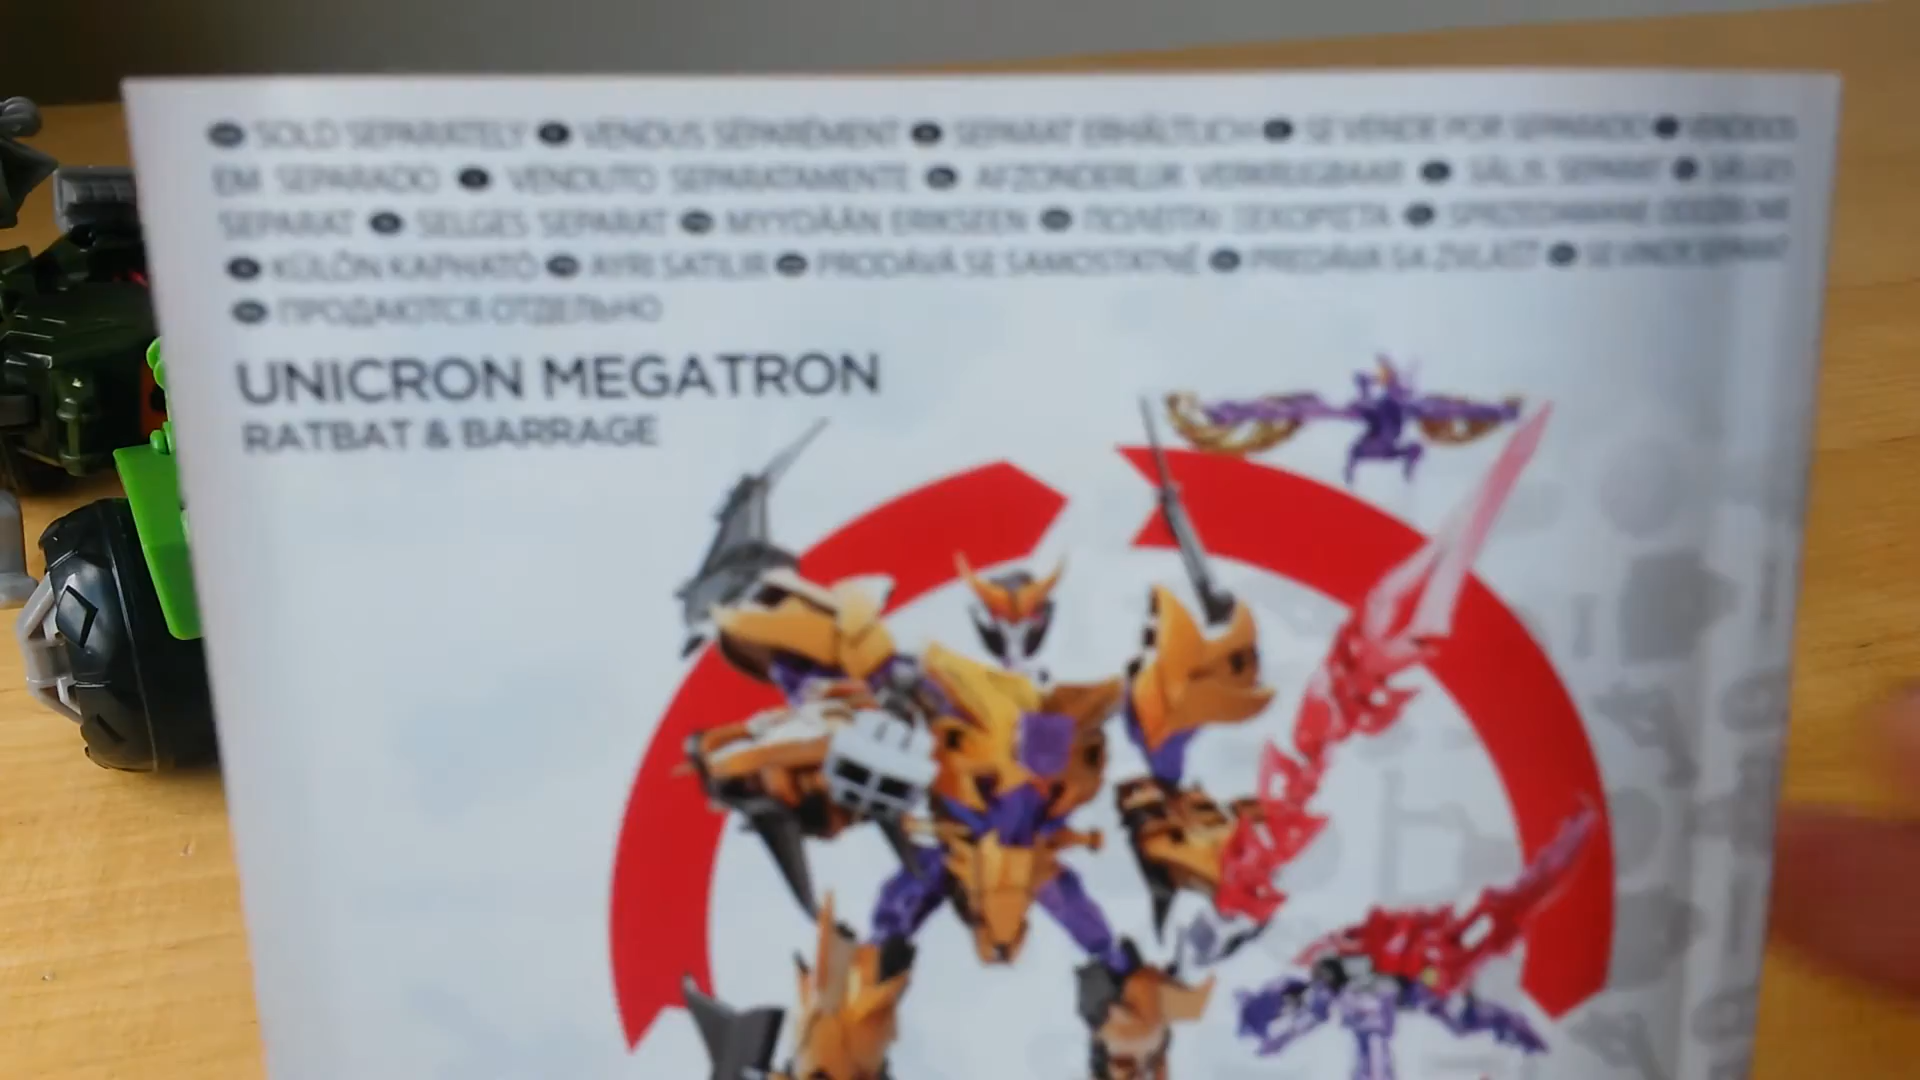 SOLD SEPARATELY VENDUS SÉPARÉMENT SEPARAT ERHÄLTLICH SE VENDE POR SEPARADO VENDIDOS
EM SEPARADO VENDUTO SEPARATAMENTE AFZONDERLIJK VERKRIJGBAAR SÄLJS SEPARAT SÆLGES
SEPARAT SELGES SEPARAT MYYDÄÄN ERIKSEEN ΠΩΛΕΙΤΑΙ ΞΕΧΩΡΙΣΤΑ SPRZEDAWANE ODDZIELNIE
KÜLÖN KAPHATÓ AYRI SATILIR PRODÁVÁ SE SAMOSTATNĚ PREDÁVA SA ZVLÁŠŤ SE VINDE SEPARAT
ПРОДАЮТСЯ ОТДЕЛЬНО
UNICRON MEGATRON
RATBAT & BARRAGE